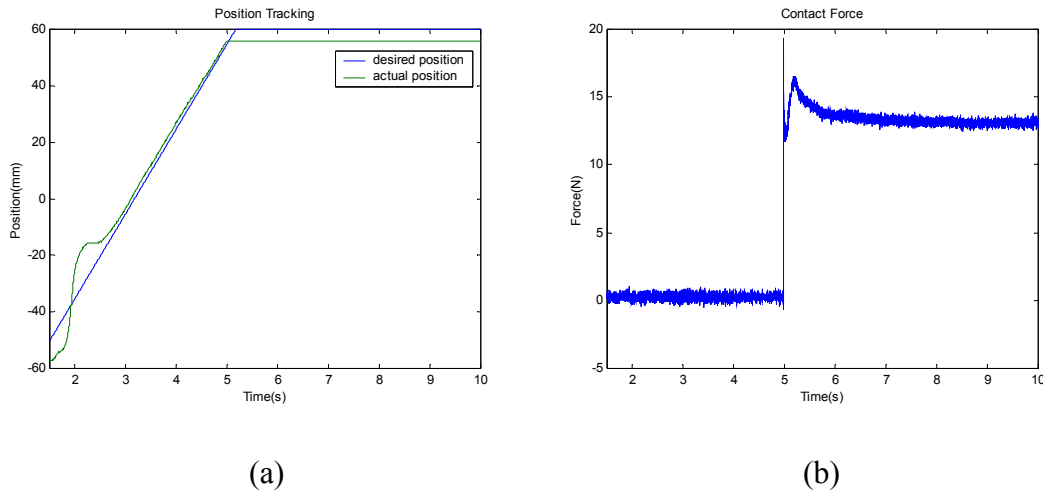 Position Tracking
60
40
20
0
-20
-40
-60
Position(mm)
desired position
actual position
2 3 4 5 6 7 8 9 10
Time(s)
(a)
Contact Force
20
15
10
5
0
-5
Force(N)
2 3 4 5 6 7 8 9 10
Time(s)
(b)